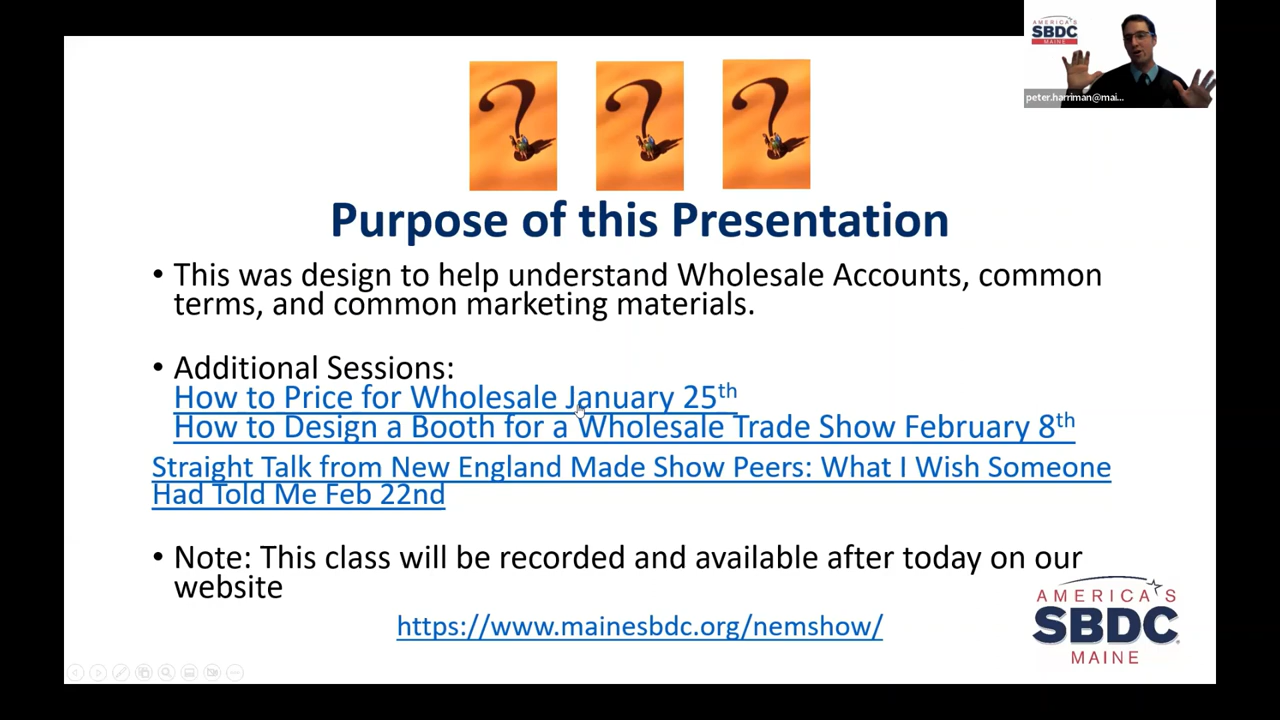 AMERICA'S
SBDC
MAINE
peter.harriman@mai...
Purpose of this Presentation
• This was design to help understand Wholesale Accounts, common
terms, and common marketing materials.
• Additional Sessions:
How to Price for Wholesale January 25th
How to Design a Booth for a Wholesale Trade Show February 8th
Straight Talk from New England Made Show Peers: What I Wish Someone
Had Told Me Feb 22nd
• Note: This class will be recorded and available after today on our
website
https://www.mainesbdc.org/nemshow/
AMERICA'S
SBDC
MAINE